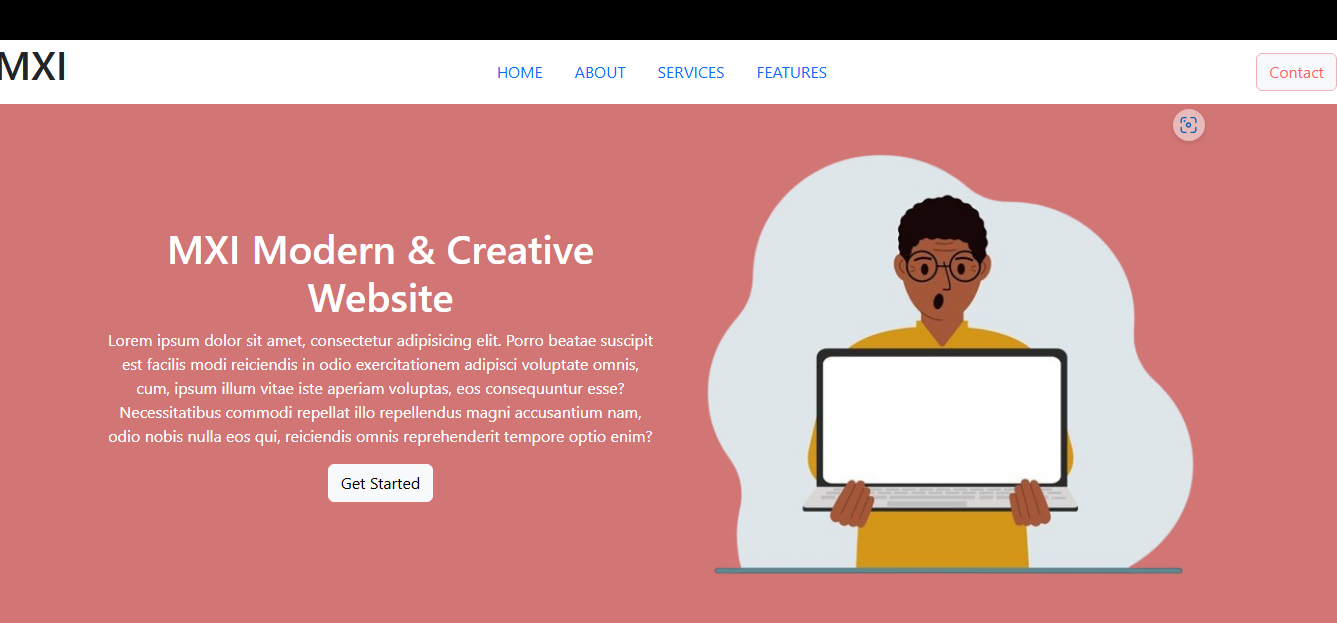 MXI
HOME ABOUT SERVICES FEATURES
Contact
MXI Modern & Creative
Website
Lorem ipsum dolor sit amet, consectetur adipisicing elit. Porro beatae suscipit
est facilis modi reiciendis in odio exercitationem adipisci voluptate omnis,
cum, ipsum illum vitae iste aperiam voluptas, eos consequuntur esse?
Necessitatibus commodi repellat illo repellendus magni accusantium nam,
odio nobis nulla eos qui, reiciendis omnis reprehenderit tempore optio enim?
Get Started